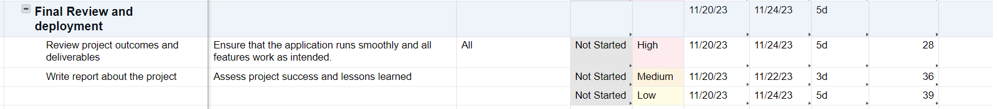 Final Review and
deployment
11/20/23 11/24/23 5d
Review project outcomes and
deliverables
Ensure that the application runs smoothly and all
features work as intended.
All
Not Started High 11/20/23 11/24/23 5d 28
Write report about the project Assess project success and lessons learned Not Started Medium 11/20/23 11/22/23 3d 36
Not Started Low 11/20/23 11/24/23 5d 39